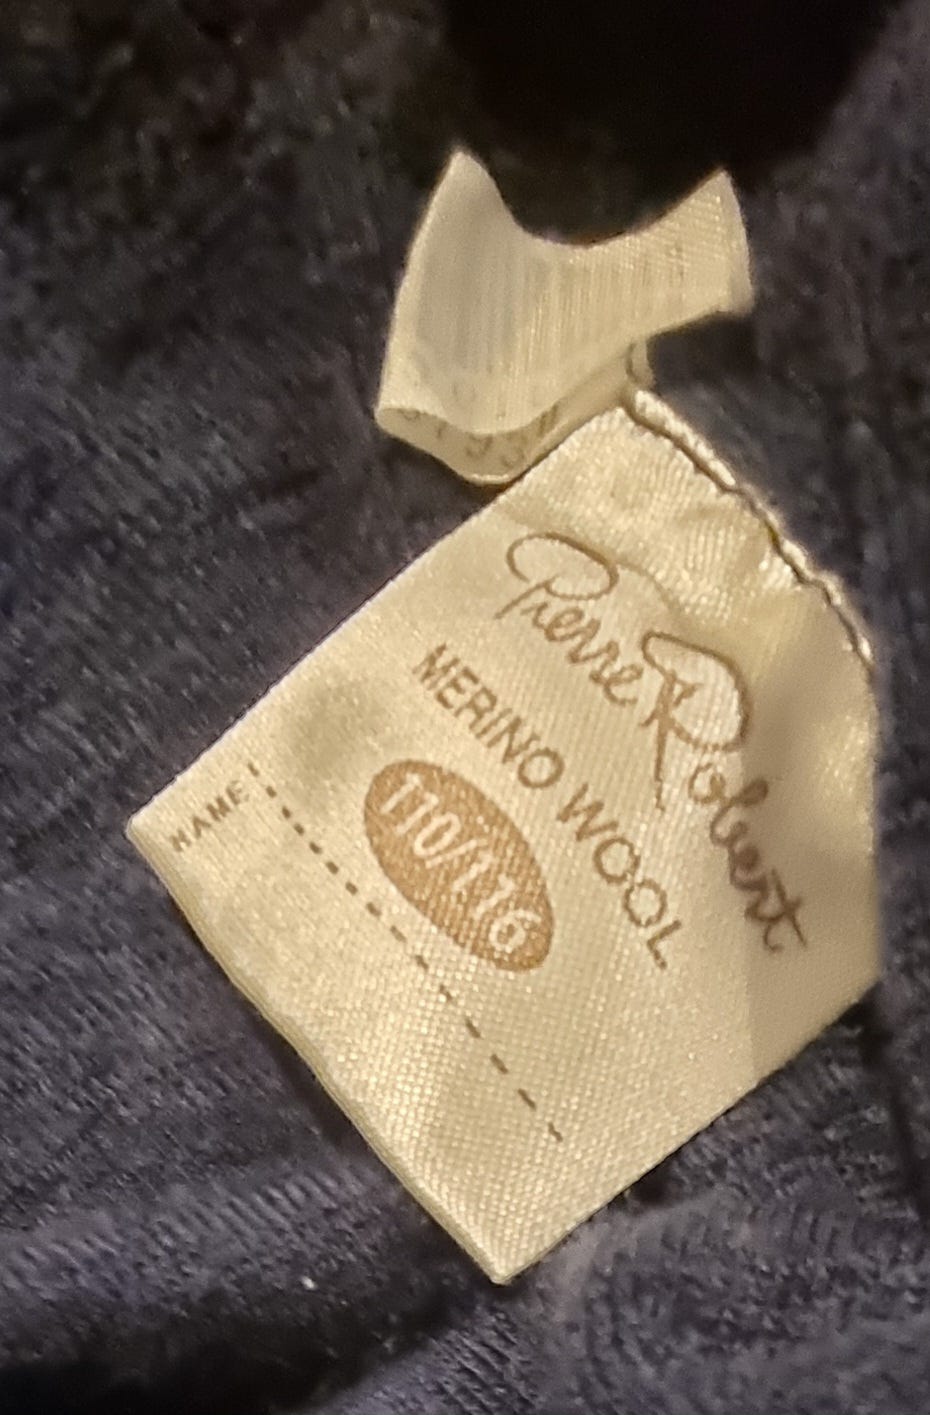 Pierre Robert
MERINO WOOL
110/116
NAME